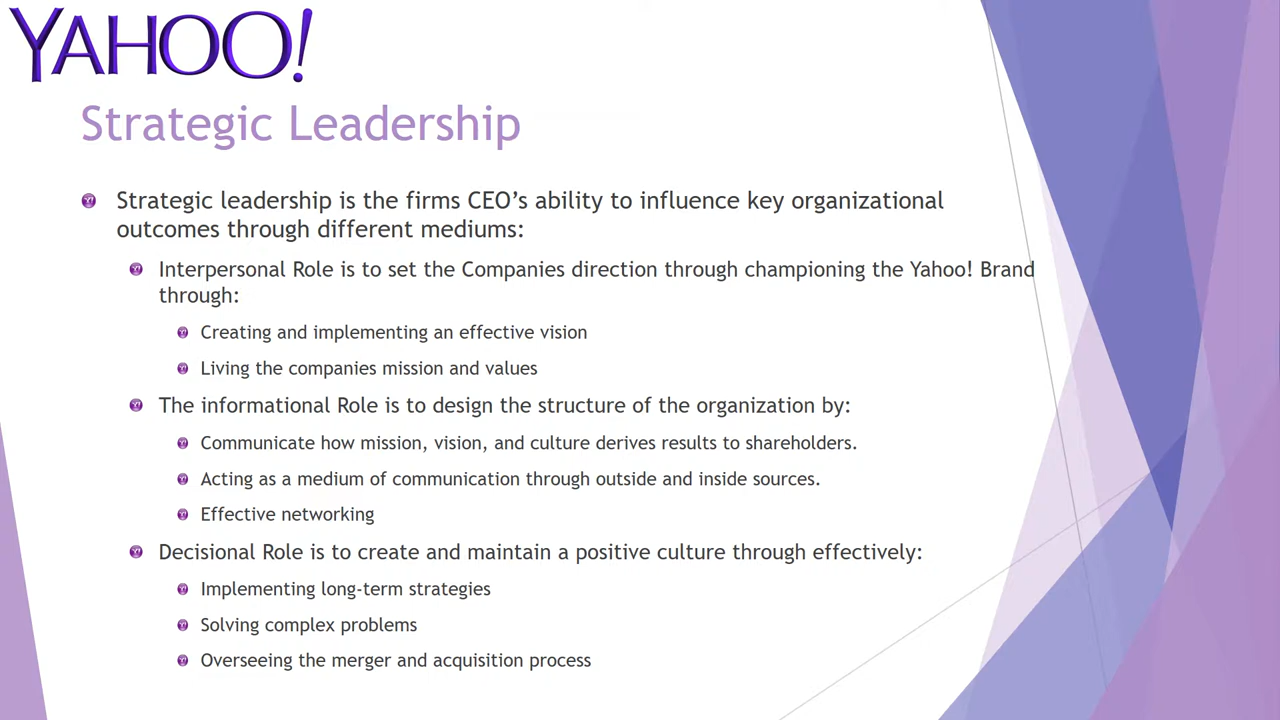 YAHOO!
Strategic Leadership
Strategic leadership is the firms CEO’s ability to influence key organizational
outcomes through different mediums:
Interpersonal Role is to set the Companies direction through championing the Yahoo! Brand
through:
Creating and implementing an effective vision
Living the companies mission and values
The informational Role is to design the structure of the organization by:
Communicate how mission, vision, and culture derives results to shareholders.
Acting as a medium of communication through outside and inside sources.
Effective networking
Decisional Role is to create and maintain a positive culture through effectively:
Implementing long-term strategies
Solving complex problems
Overseeing the merger and acquisition process